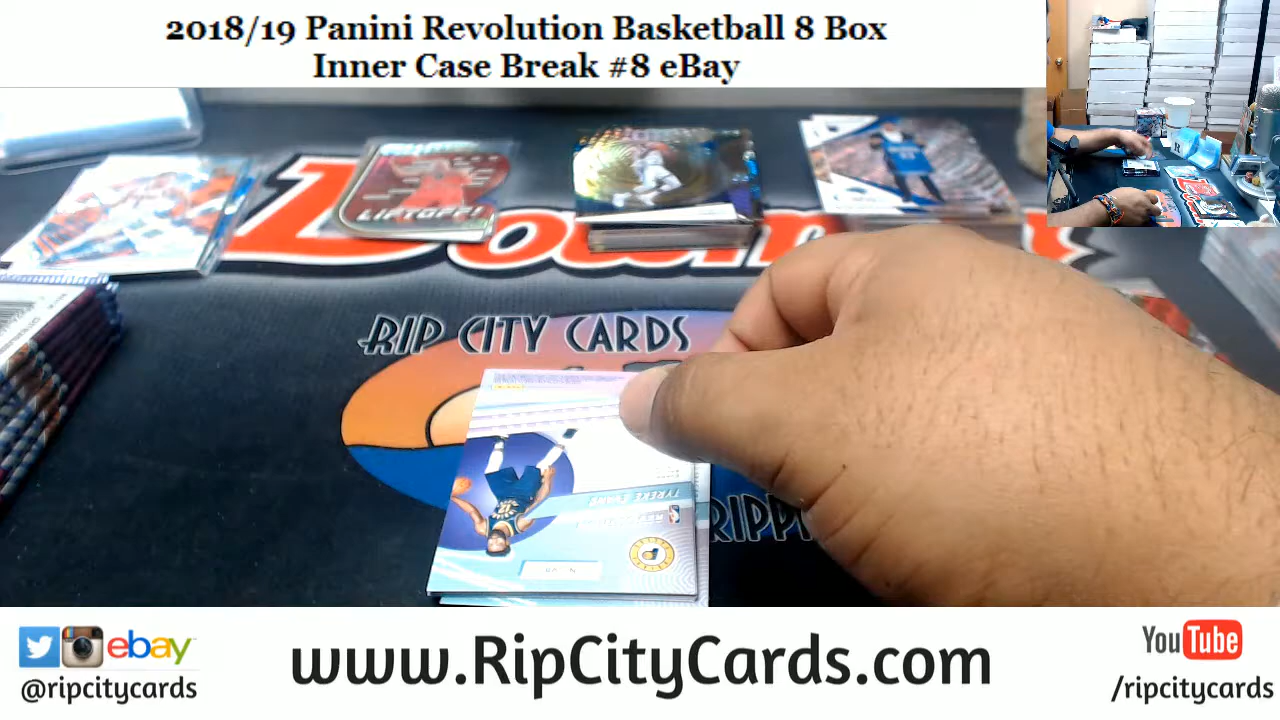 2018/19 Panini Revolution Basketball 8 Box
Inner Case Break #8 eBay
LIFTOFF!
RIP CITY CARDS
TYREKE EVANS
RIPP
ebay
@ripcitycards
www.RipCityCards.com
YouTube
/ripcitycards